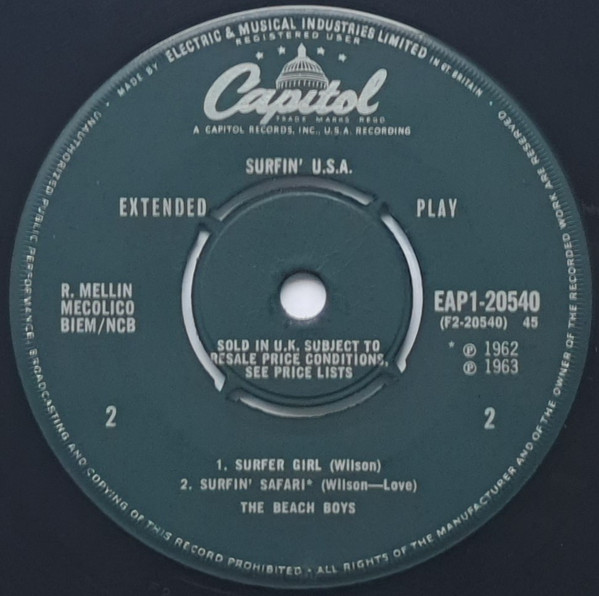 MADE BY ELECTRIC & MUSICAL INDUSTRIES LIMITED IN GT. BRITAIN •
REGISTERED USER
Capitol
TRADE MARKS REGD
A CAPITOL RECORDS, INC., U.S.A. RECORDING
SURFIN' U.S.A.
EXTENDED PLAY
R. MELLIN
MECOLICO
BIEM/NCB
EAP1-20540
(F2-20540) 45
* ℗ 1962
℗ 1963
SOLD IN U.K. SUBJECT TO
RESALE PRICE CONDITIONS,
SEE PRICE LISTS
2 2
1. SURFER GIRL (Wilson)
2. SURFIN' SAFARI* (Wilson—Love)
THE BEACH BOYS
UNAUTHORIZED PUBLIC PERFORMANCE, BROADCASTING AND COPYING OF THIS RECORD PROHIBITED • ALL RIGHTS OF THE MANUFACTURER AND OF THE OWNER OF THE RECORDED WORK ARE RESERVED •